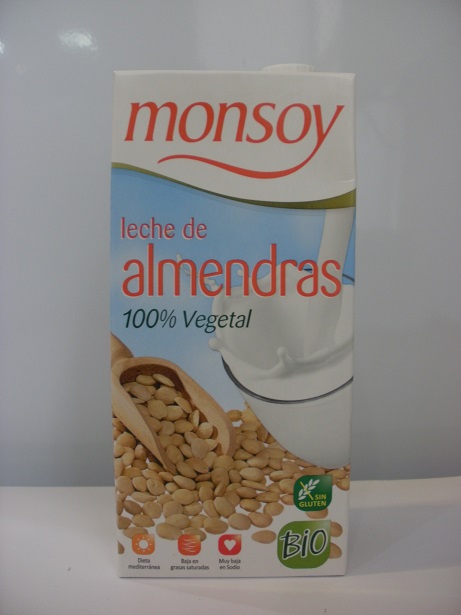 monsoy
leche de
almendras
100% Vegetal
SIN
GLUTEN
BiO
Dieta
mediterránea
Baja en
grasas saturadas
Muy baja
en Sodio